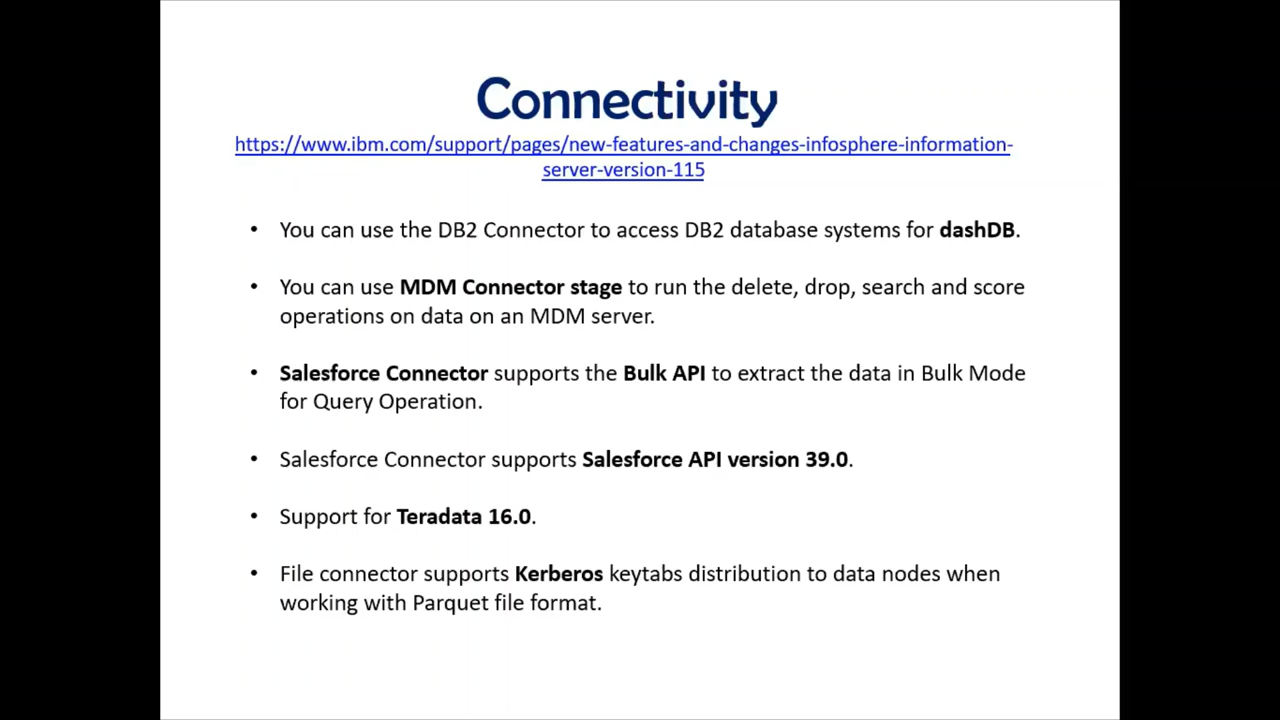 Connectivity
https://www.ibm.com/support/pages/new-features-and-changes-infosphere-information-
server-version-115
• You can use the DB2 Connector to access DB2 database systems for dashDB.
• You can use MDM Connector stage to run the delete, drop, search and score
operations on data on an MDM server.
• Salesforce Connector supports the Bulk API to extract the data in Bulk Mode
for Query Operation.
• Salesforce Connector supports Salesforce API version 39.0.
• Support for Teradata 16.0.
• File connector supports Kerberos keytabs distribution to data nodes when
working with Parquet file format.